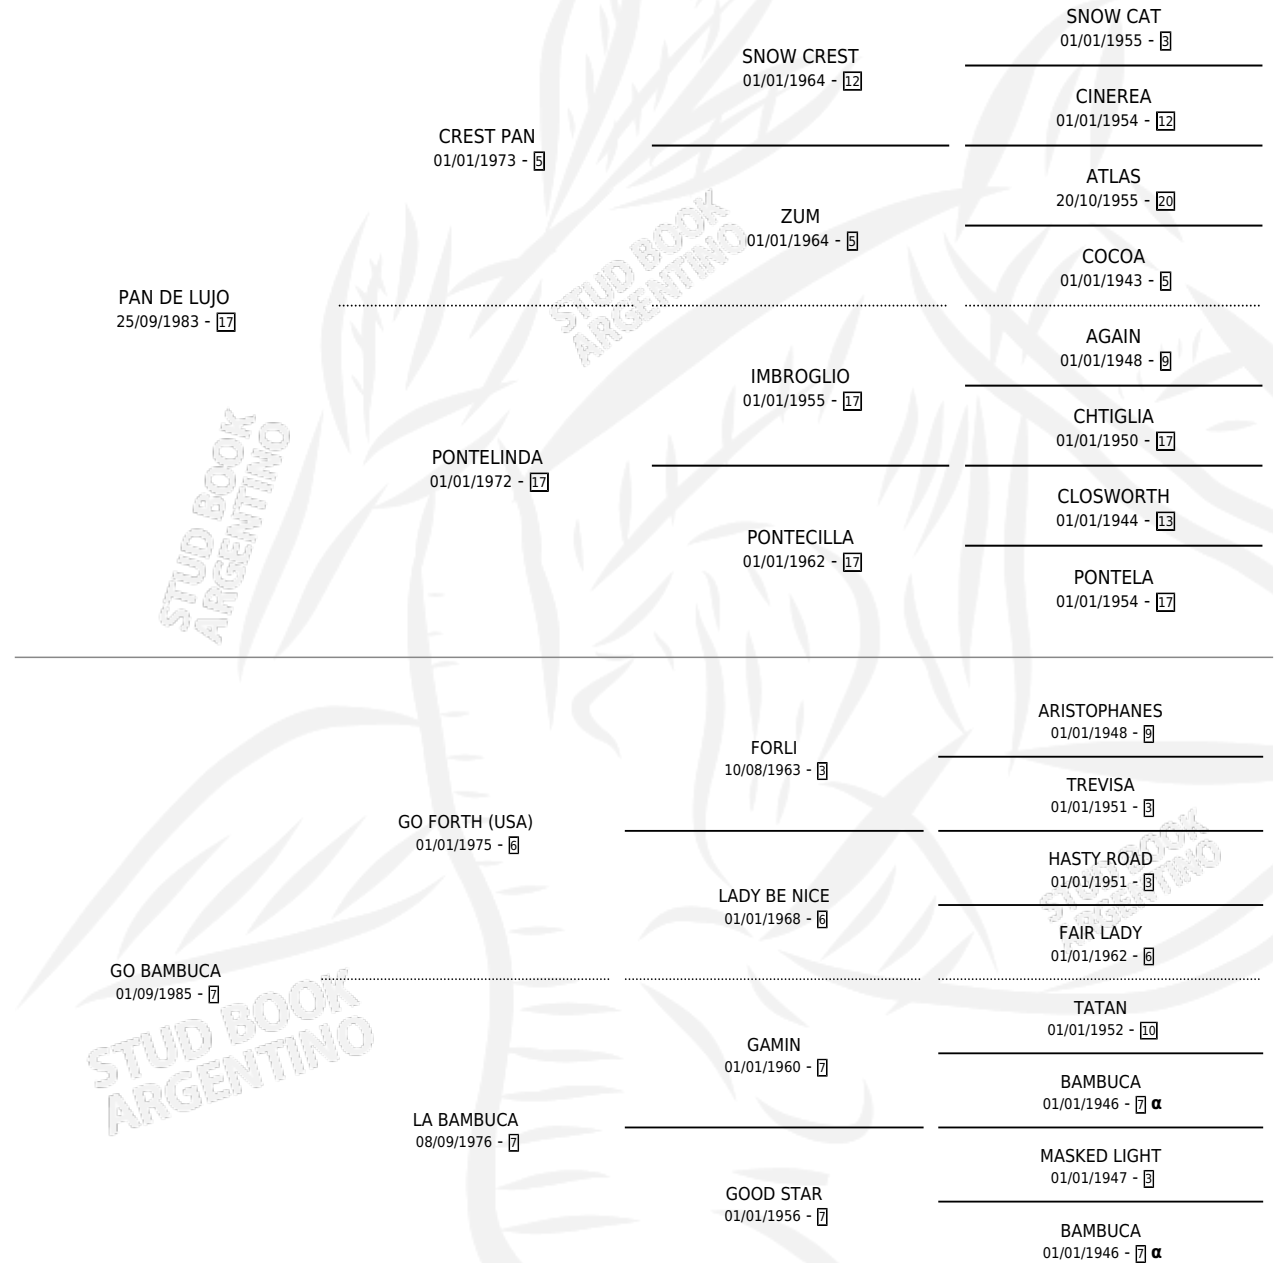 SNOW CAT
01/01/1955 - 3
SNOW CREST
01/01/1964 - 12
CINEREA
01/01/1954 - 12
CREST PAN
01/01/1973 - 5
ATLAS
20/10/1955 - 20
ZUM
01/01/1964 - 5
COCOA
01/01/1943 - 5
PAN DE LUJO
25/09/1983 - 17
AGAIN
01/01/1948 - 9
IMBROGLIO
01/01/1955 - 17
CHTIGLIA
01/01/1950 - 17
PONTELINDA
01/01/1972 - 17
CLOSWORTH
01/01/1944 - 13
PONTECILLA
01/01/1962 - 17
PONTELA
01/01/1954 - 17
STUD BOOK
ARGENTINO
STUD BOOK
ARGENTINO
ARISTOPHANES
01/01/1948 - 9
FORLI
10/08/1963 - 3
TREVISA
01/01/1951 - 3
GO FORTH (USA)
01/01/1975 - 6
HASTY ROAD
01/01/1951 - 3
LADY BE NICE
01/01/1968 - 6
FAIR LADY
01/01/1962 - 6
GO BAMBUCA
01/09/1985 - 7
TATAN
01/01/1952 - 10
GAMIN
01/01/1960 - 7
BAMBUCA
01/01/1946 - 7 α
LA BAMBUCA
08/09/1976 - 7
MASKED LIGHT
01/01/1947 - 3
GOOD STAR
01/01/1956 - 7
BAMBUCA
01/01/1946 - 7 α
STUD BOOK
ARGENTINO
STUD BOOK
ARGENTINO